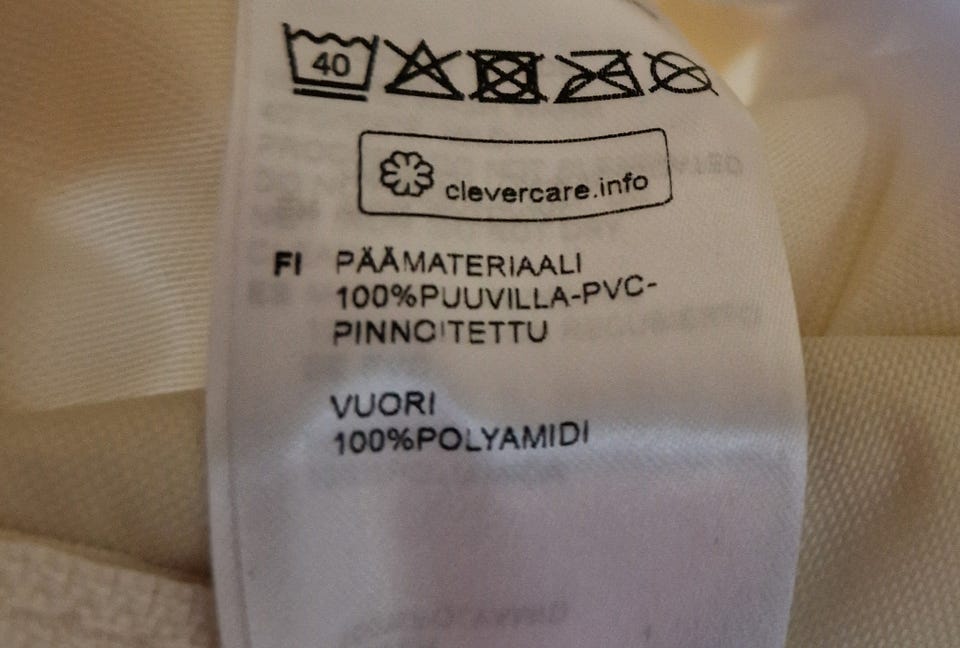 40
clevercare.info
FI PÄÄMATERIAALI
100%PUUVILLA-PVC-
PINNOITETTU
VUORI
100%POLYAMIDI